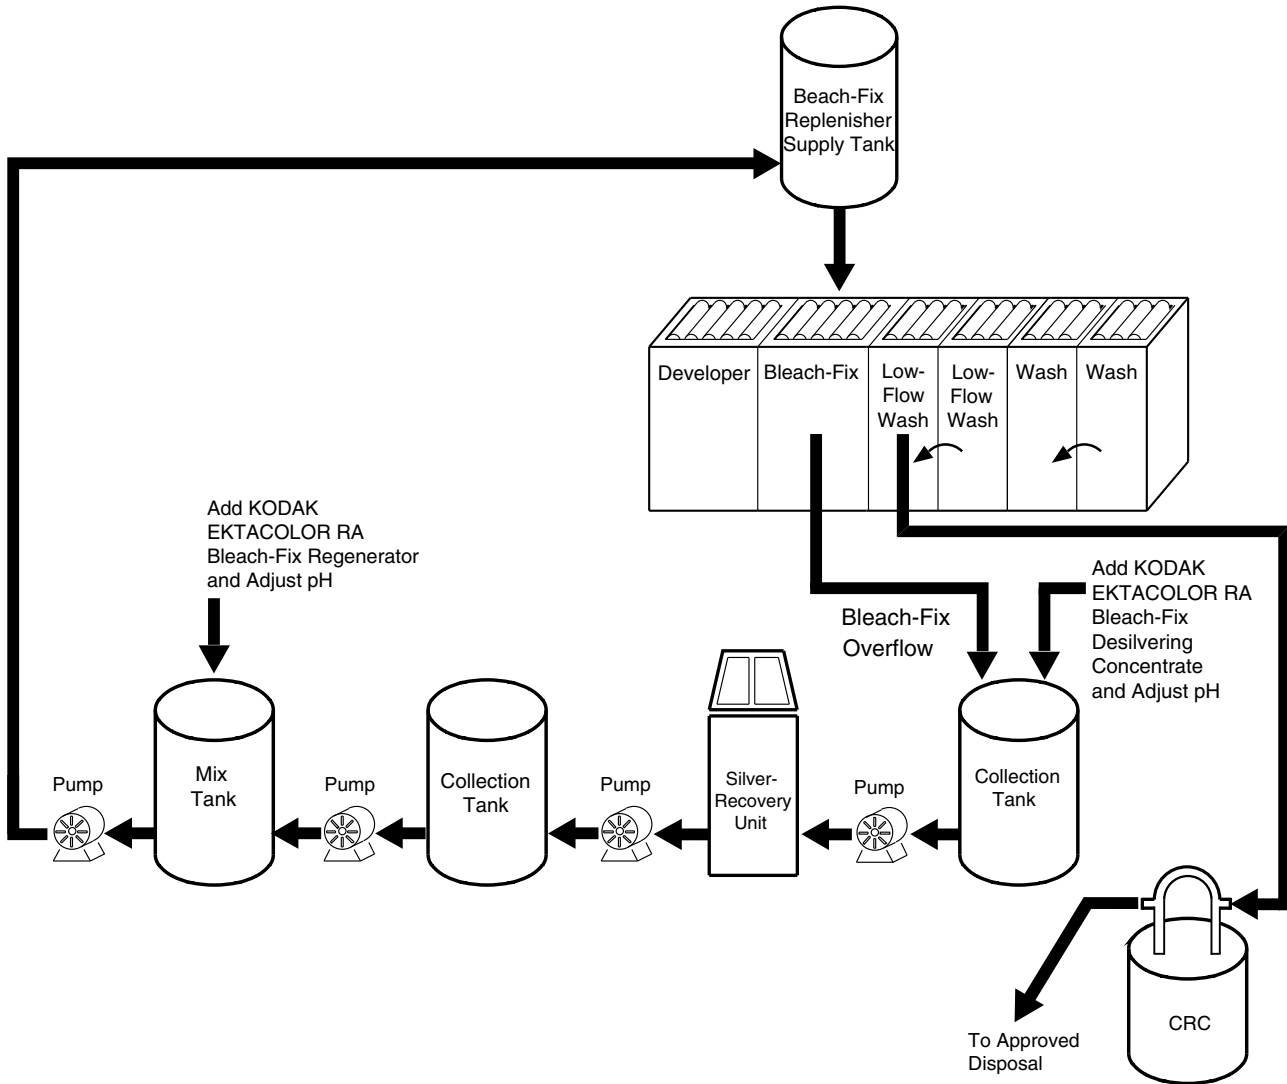 Beach-Fix
Replenisher
Supply Tank
Developer
Bleach-Fix
Low-
Flow
Wash
Low-
Flow
Wash
Wash
Wash
Add KODAK
EKTACOLOR RA
Bleach-Fix Regenerator
and Adjust pH
Bleach-Fix
Overflow
Add KODAK
EKTACOLOR RA
Bleach-Fix
Desilvering
Concentrate
and Adjust pH
Pump
Mix
Tank
Pump
Collection
Tank
Pump
Silver-
Recovery
Unit
Pump
Collection
Tank
To Approved
Disposal
CRC